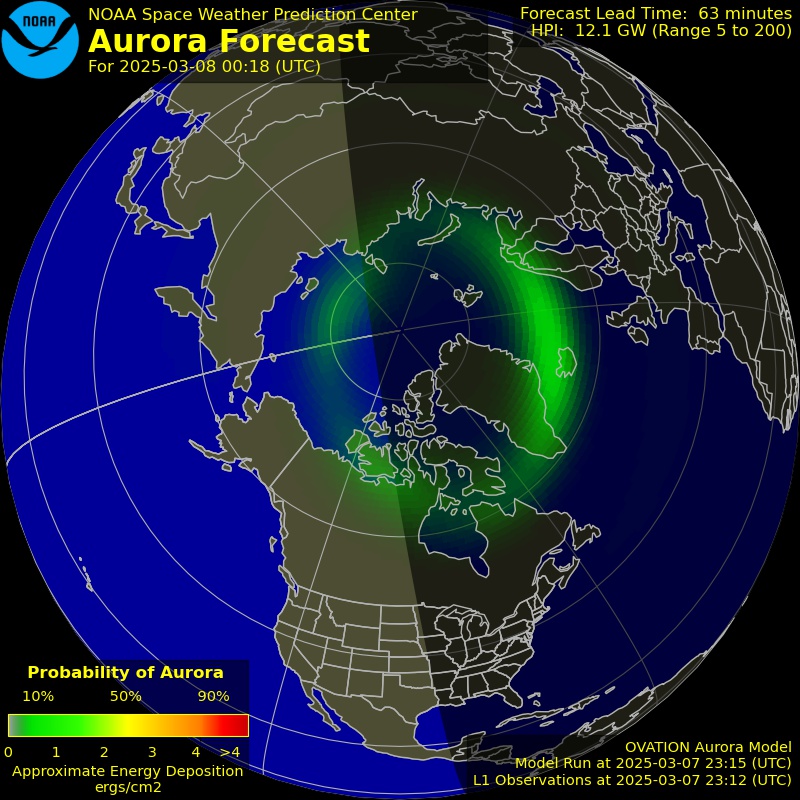 NOAA
NOAA Space Weather Prediction Center
Aurora Forecast
For 2025-03-08 00:18 (UTC)
Forecast Lead Time: 63 minutes
HPI: 12.1 GW (Range 5 to 200)
Probability of Aurora
10% 50% 90%
0 1 2 3 4 >4
Approximate Energy Deposition
ergs/cm2
OVATION Aurora Model
Model Run at 2025-03-07 23:15 (UTC)
L1 Observations at 2025-03-07 23:12 (UTC)